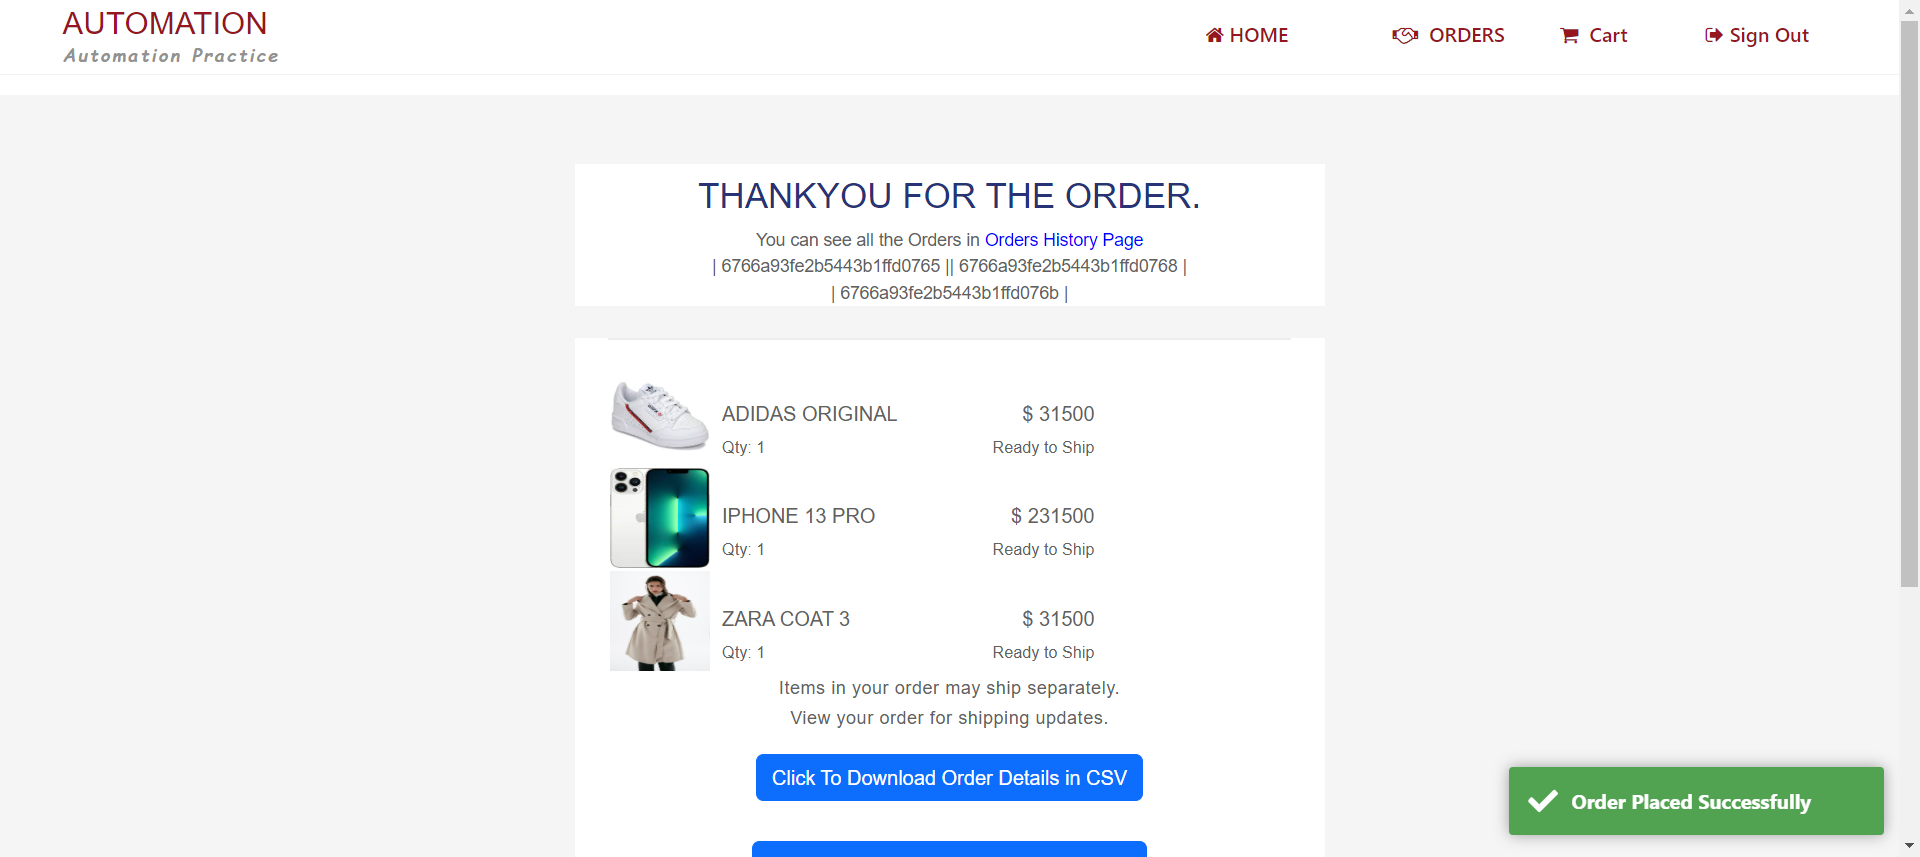 AUTOMATION
Automation Practice
HOME
ORDERS
Cart
Sign Out
THANKYOU FOR THE ORDER.
You can see all the Orders in Orders History Page
| 6766a93fe2b5443b1ffd0765 || 6766a93fe2b5443b1ffd0768 |
| 6766a93fe2b5443b1ffd076b |
ADIDAS ORIGINAL $ 31500
Qty: 1 Ready to Ship
IPHONE 13 PRO $ 231500
Qty: 1 Ready to Ship
ZARA COAT 3 $ 31500
Qty: 1 Ready to Ship
Items in your order may ship separately.
View your order for shipping updates.
Click To Download Order Details in CSV
Order Placed Successfully